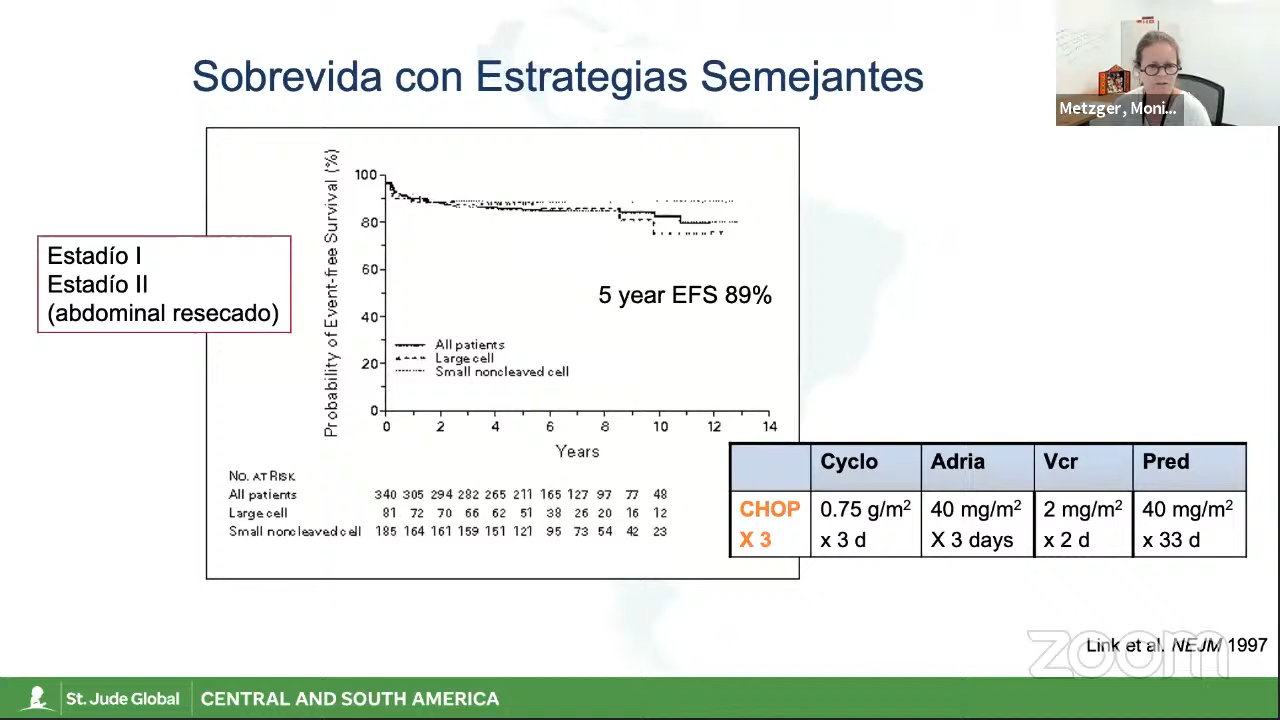 Sobrevida con Estrategias Semejantes
Metzger, Moni...
Estadío I
Estadío II
(abdominal resecado)
Probability of Event-free Survival (%)
100
80
60
40
20
0
5 year EFS 89%
All patients
Large cell
Small noncleaved cell
0 2 4 6 8 10 12 14
Years
No. at Risk
All patients 340 305 294 282 265 211 165 127 97 77 48
Large cell 81 72 70 66 62 51 38 26 20 16 12
Small noncleaved cell 185 164 161 159 151 121 95 73 54 42 23
Cyclo Adria Vcr Pred
CHOP 0.75 g/m² 40 mg/m² 2 mg/m² 40 mg/m²
X 3 x 3 d X 3 days x 2 d x 33 d
zoom
Link et al. NEJM 1997
St. Jude Global CENTRAL AND SOUTH AMERICA